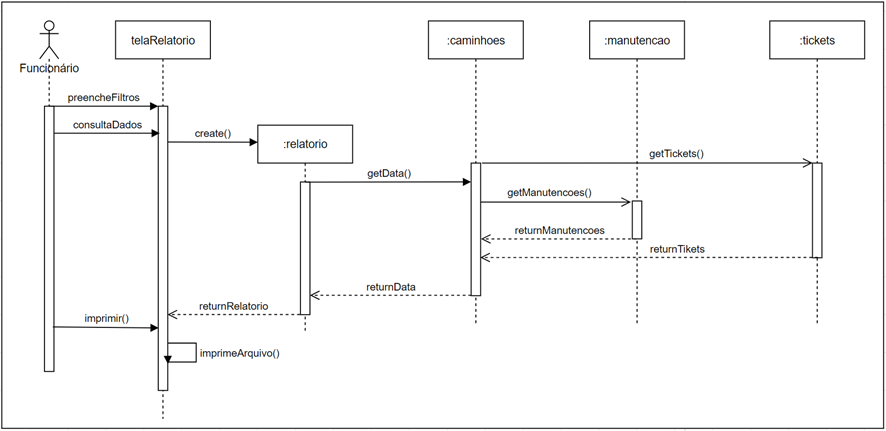 Funcionário
telaRelatorio
:caminhoes
:manutencao
:tickets
preencheFiltros
consultaDados
create()
:relatorio
getTickets()
getData()
getManutencoes()
returnManutencoes
returnTikets
returnData
returnRelatorio
imprimir()
imprimeArquivo()